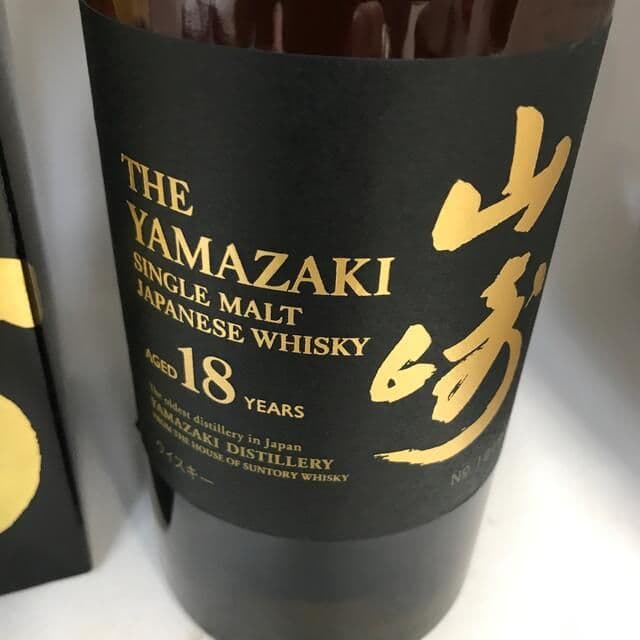 THE
YAMAZAKI
SINGLE MALT
JAPANESE WHISKY
AGED 18 YEARS
The oldest distillery in Japan
YAMAZAKI DISTILLERY
FROM THE HOUSE OF SUNTORY WHISKY
ウイスキー
山崎
No.